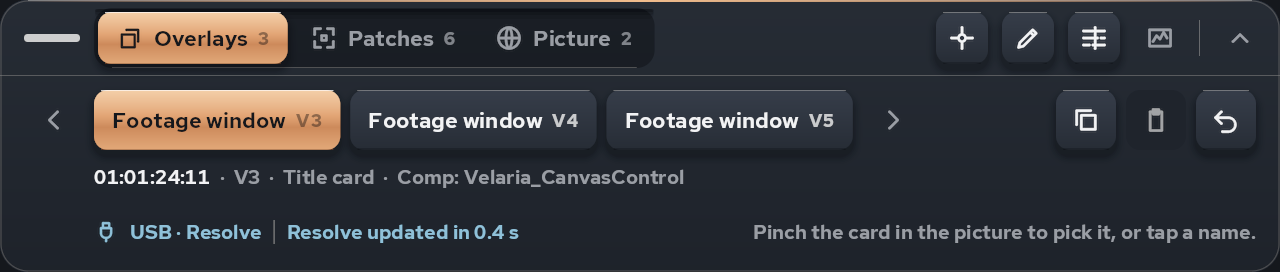 Overlays 3 Patches 6 Picture 2
Footage window V3 Footage window V4 Footage window V5
01:01:24:11 · V3 · Title card · Comp: Velaria_CanvasControl
USB · Resolve | Resolve updated in 0.4 s Pinch the card in the picture to pick it, or tap a name.